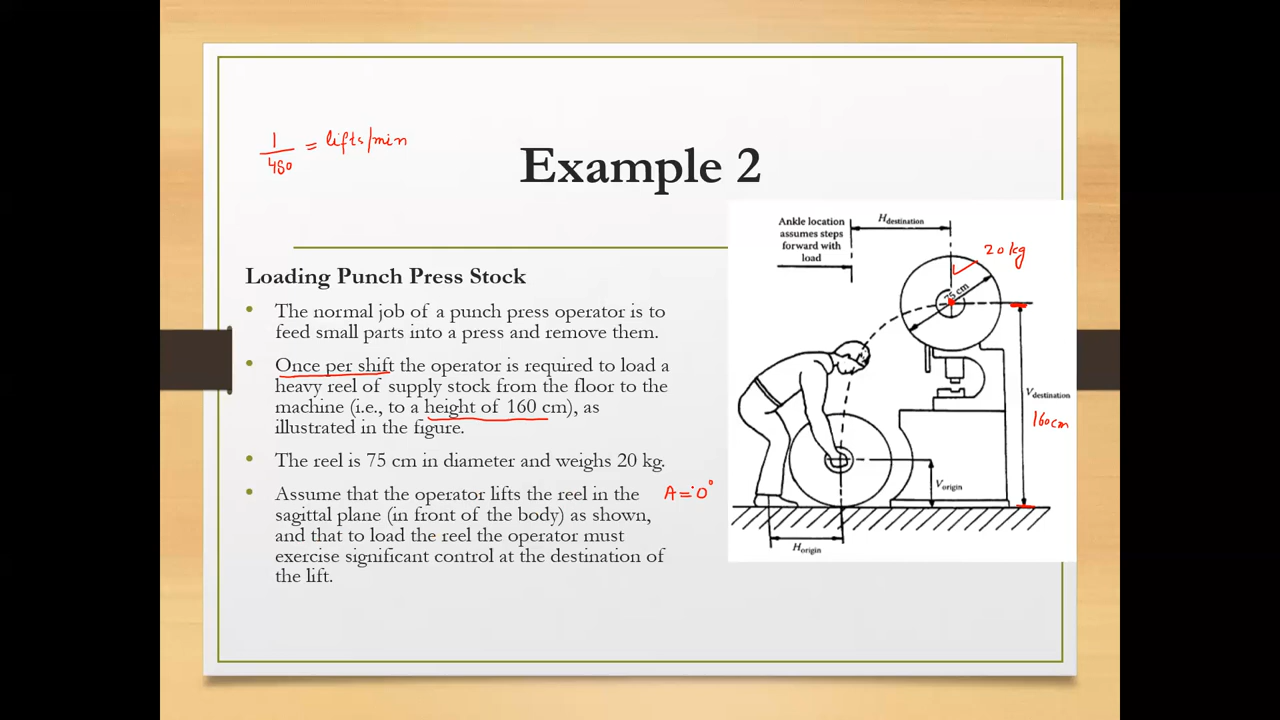 1/480 = lifts/min
Example 2
Loading Punch Press Stock
• The normal job of a punch press operator is to
feed small parts into a press and remove them.
• Once per shift the operator is required to load a
heavy reel of supply stock from the floor to the
machine (i.e., to a height of 160 cm), as
illustrated in the figure.
• The reel is 75 cm in diameter and weighs 20 kg.
• Assume that the operator lifts the reel in the
sagittal plane (in front of the body) as shown,
and that to load the reel the operator must
exercise significant control at the destination of
the lift.
A = 0°
Ankle location
assumes steps
forward with
load
Hdestination
20 kg
75 cm
Vdestination
160cm
Vorigin
Horigin